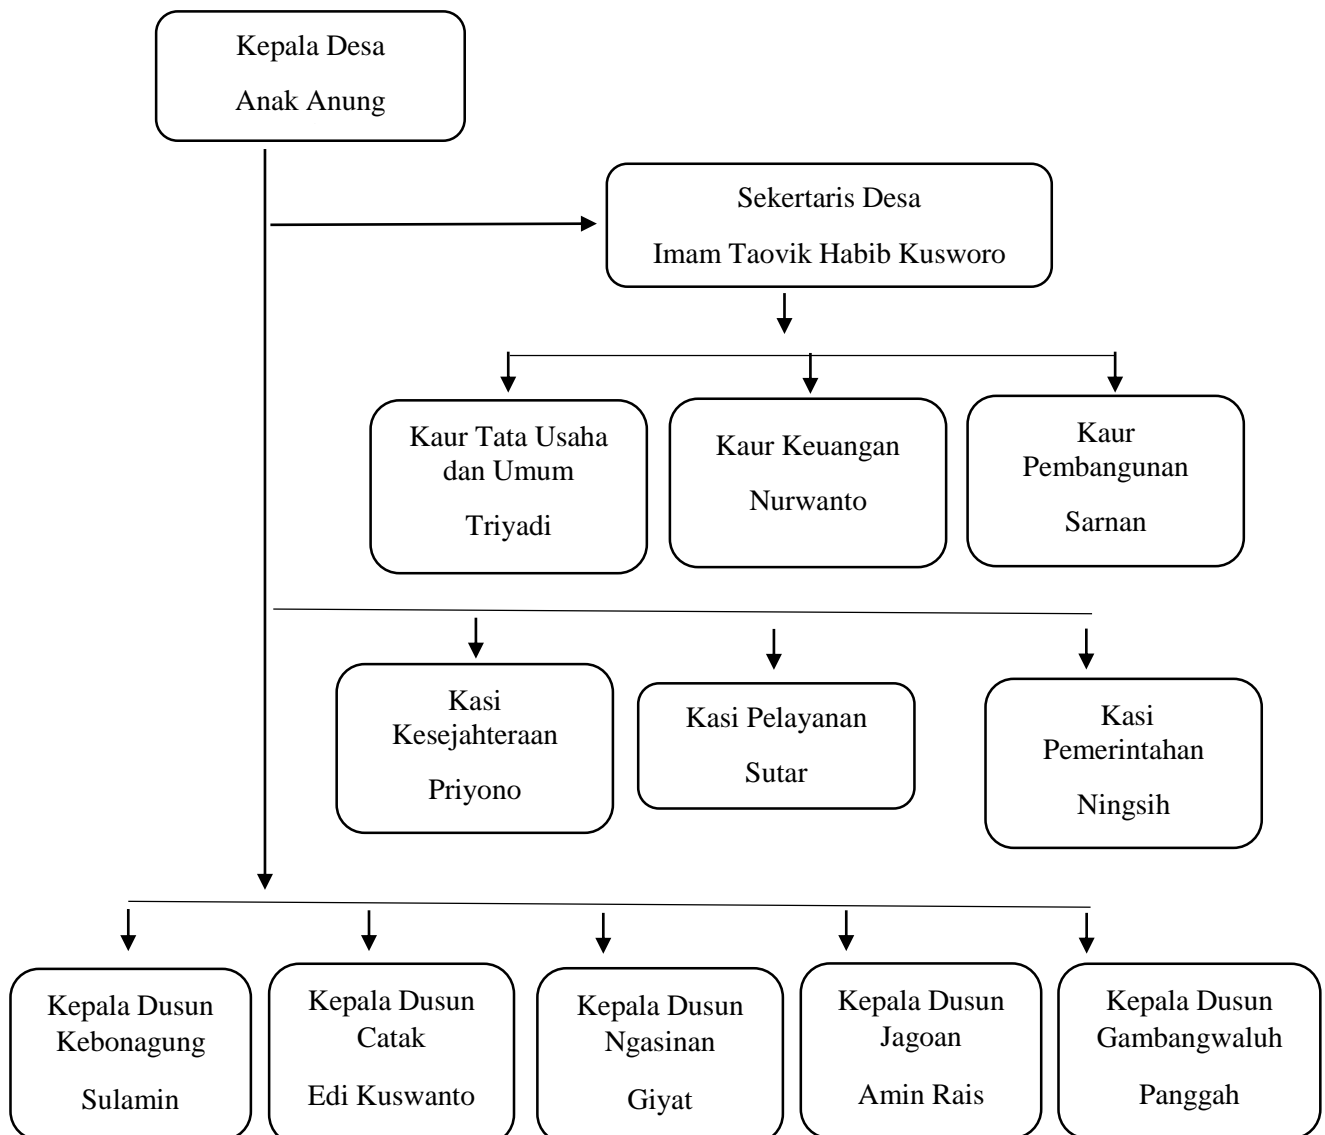 Kepala Desa
Anak Anung
Sekertaris Desa
Imam Taovik Habib Kusworo
Kaur Tata Usaha
dan Umum
Triyadi
Kaur Keuangan
Nurwanto
Kaur
Pembangunan
Sarnan
Kasi
Kesejahteraan
Priyono
Kasi Pelayanan
Sutar
Kasi
Pemerintahan
Ningsih
Kepala Dusun
Kebonagung
Sulamin
Kepala Dusun
Catak
Edi Kuswanto
Kepala Dusun
Ngasinan
Giyat
Kepala Dusun
Jagoan
Amin Rais
Kepala Dusun
Gambangwaluh
Panggah